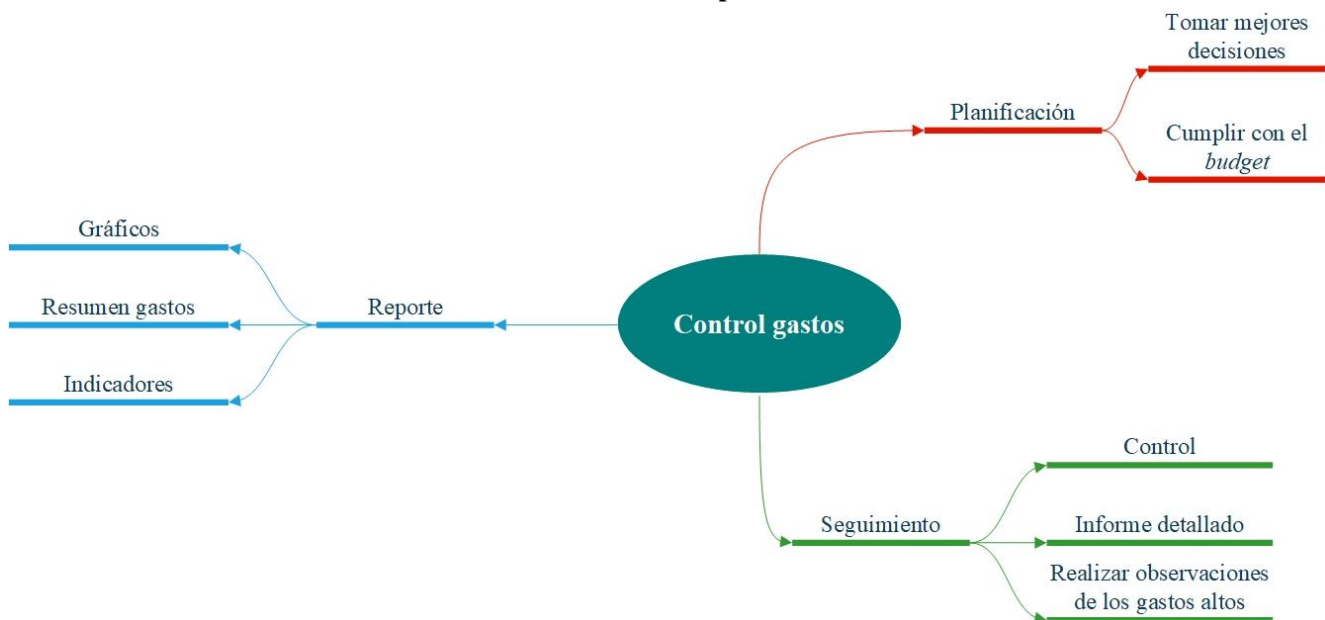 Tomar mejores
decisiones
Planificación
Cumplir con el
budget
Gráficos
Resumen gastos
Reporte
Control gastos
Indicadores
Control
Seguimiento
Informe detallado
Realizar observaciones
de los gastos altos